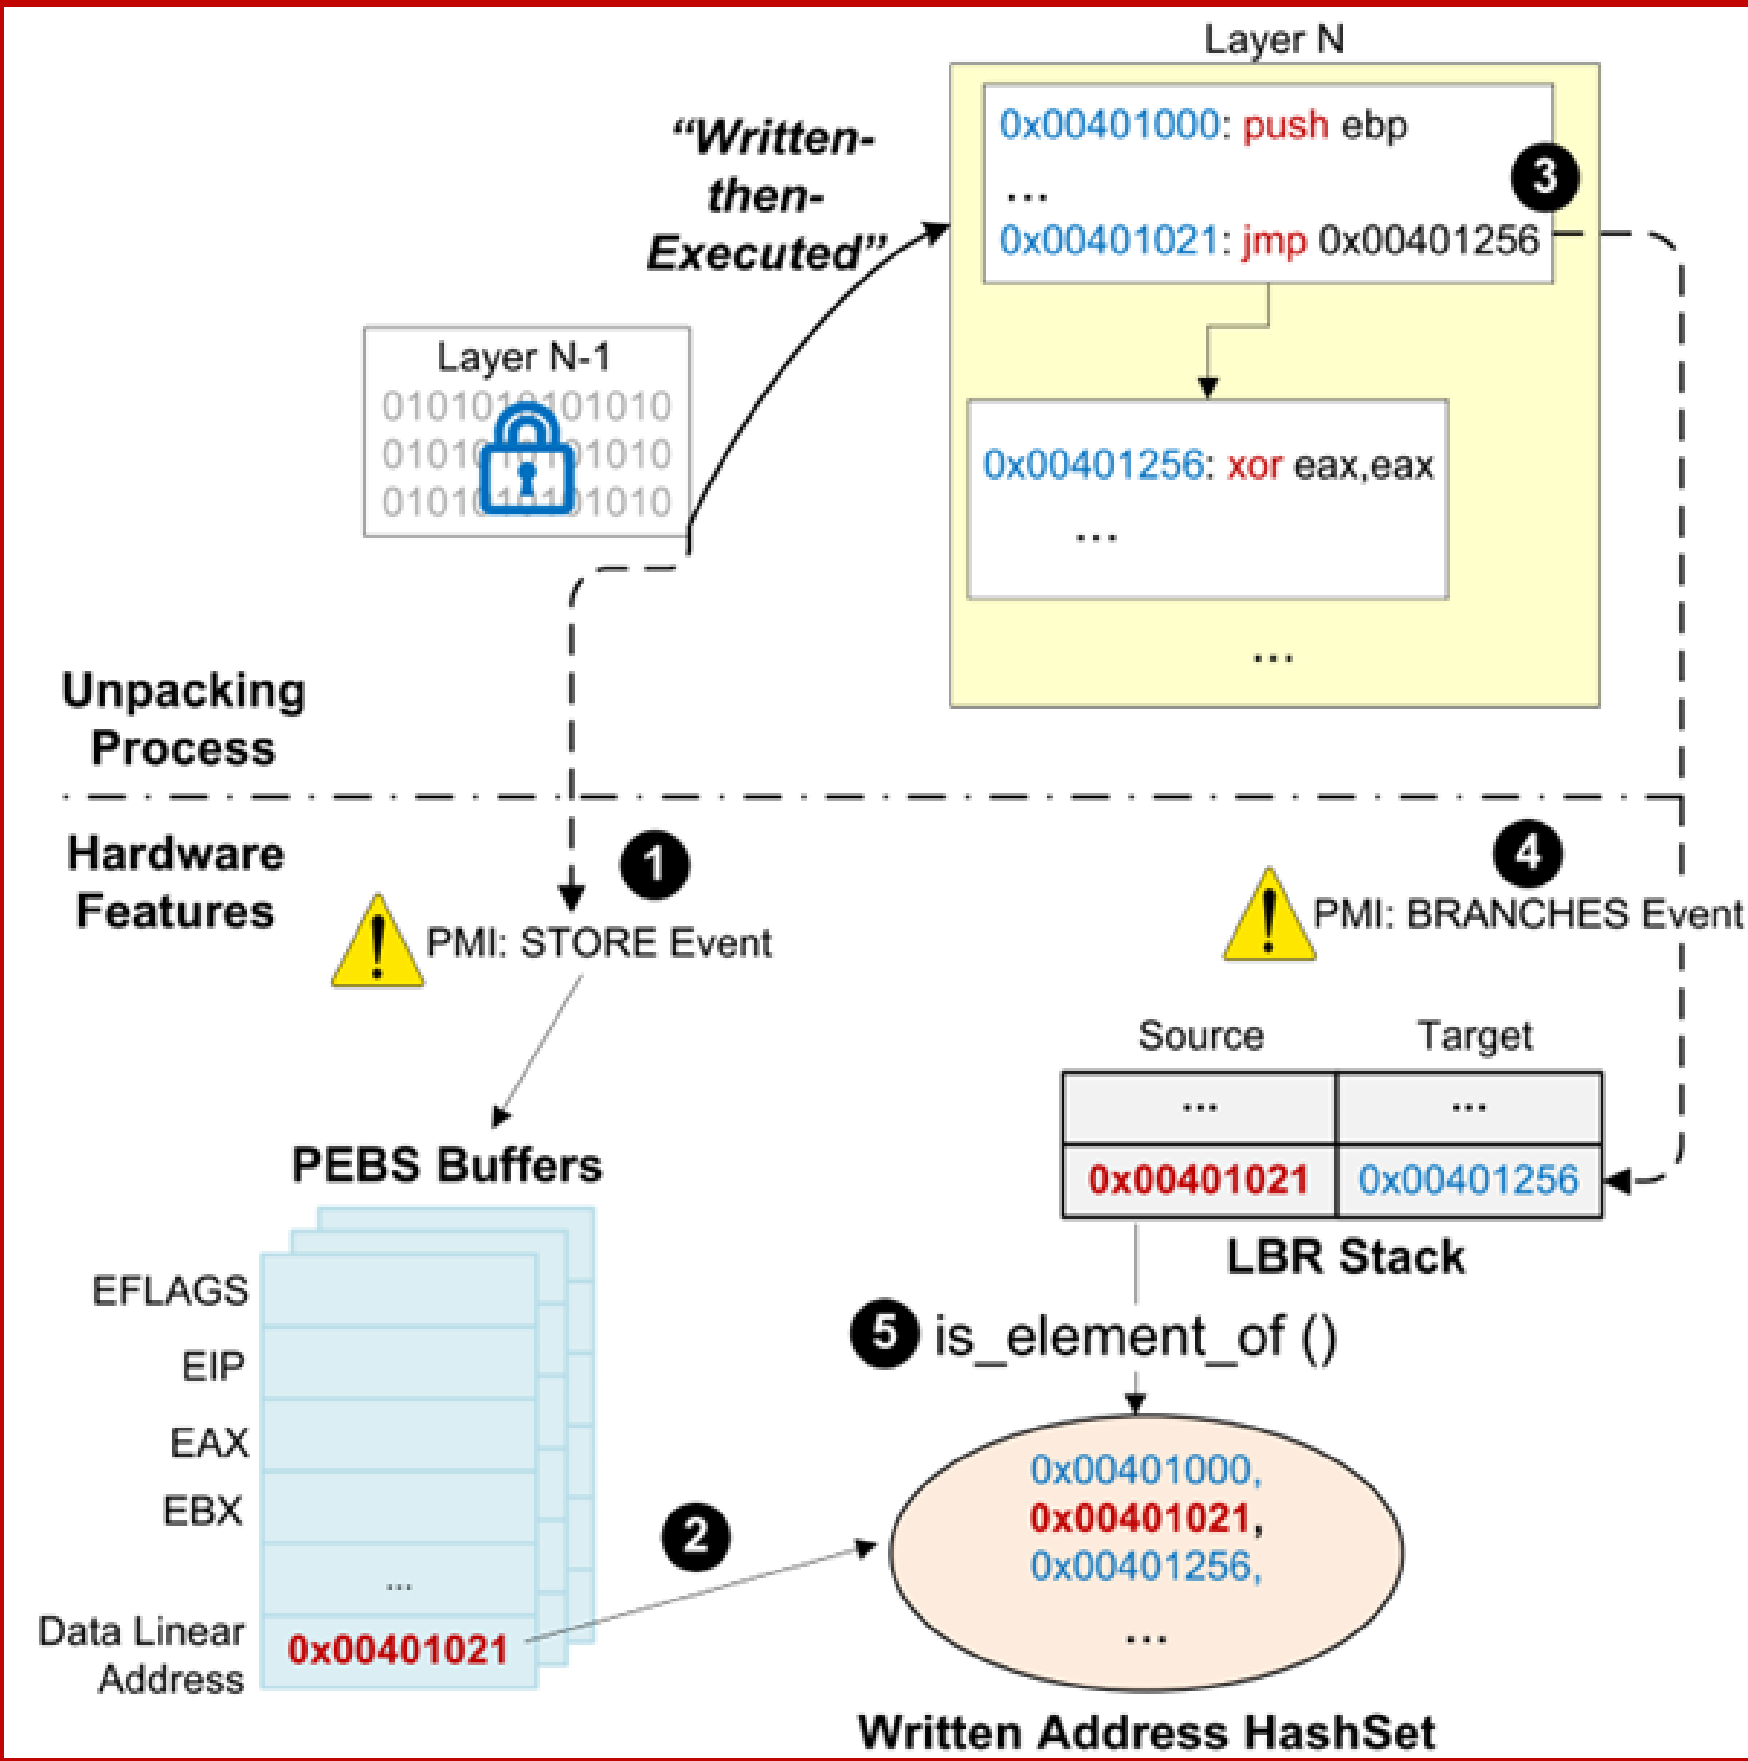 Layer N
0x00401000: push ebp
...
0x00401021: jmp 0x00401256
3
“Written-
then-
Executed”
Layer N-1
0101010101010
0101010101010
0101010101010
0x00401256: xor eax,eax
...
...
Unpacking
Process
Hardware
Features
1
PMI: STORE Event
4
PMI: BRANCHES Event
Source Target
... ...
0x00401021 0x00401256
LBR Stack
PEBS Buffers
EFLAGS
EIP
EAX
EBX
...
Data Linear
Address
0x00401021
2
5 is_element_of ()
0x00401000,
0x00401021,
0x00401256,
...
Written Address HashSet